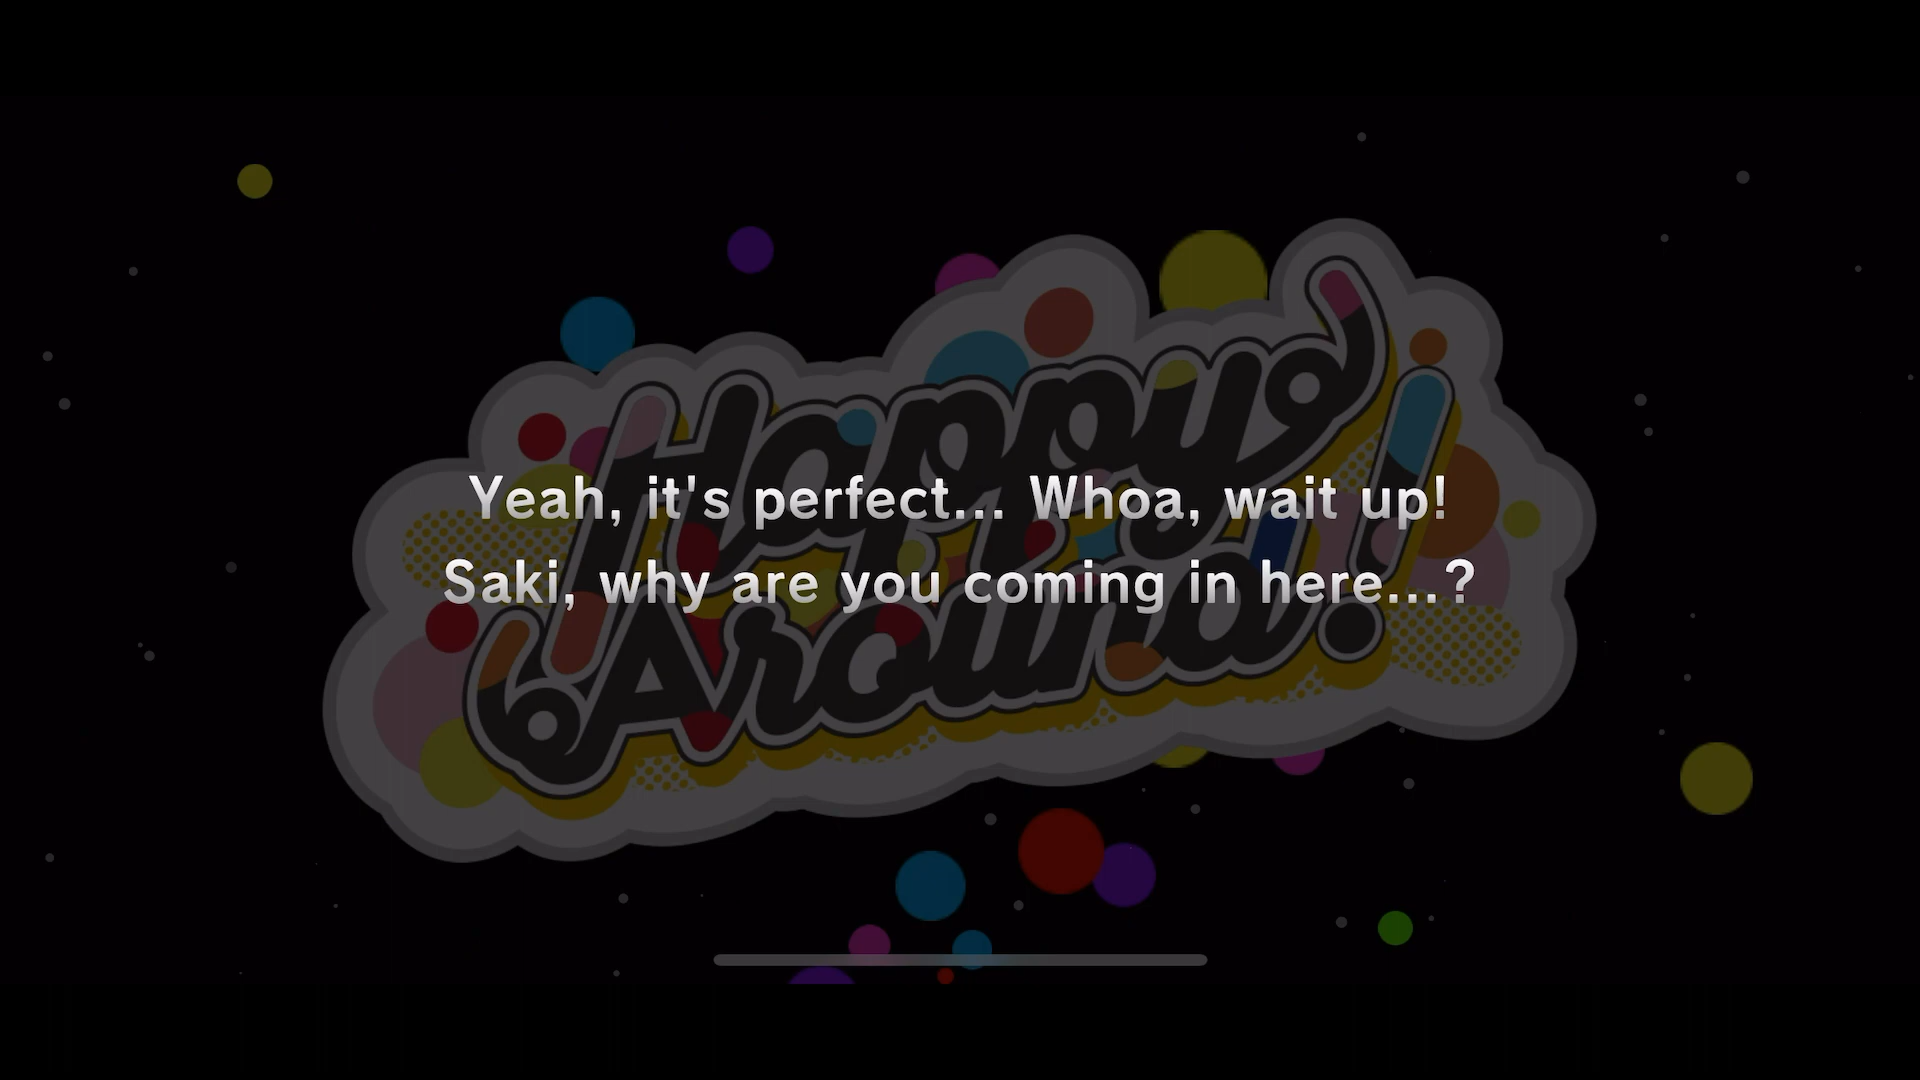 Happy
Around!
Yeah, it's perfect... Whoa, wait up!
Saki, why are you coming in here...?